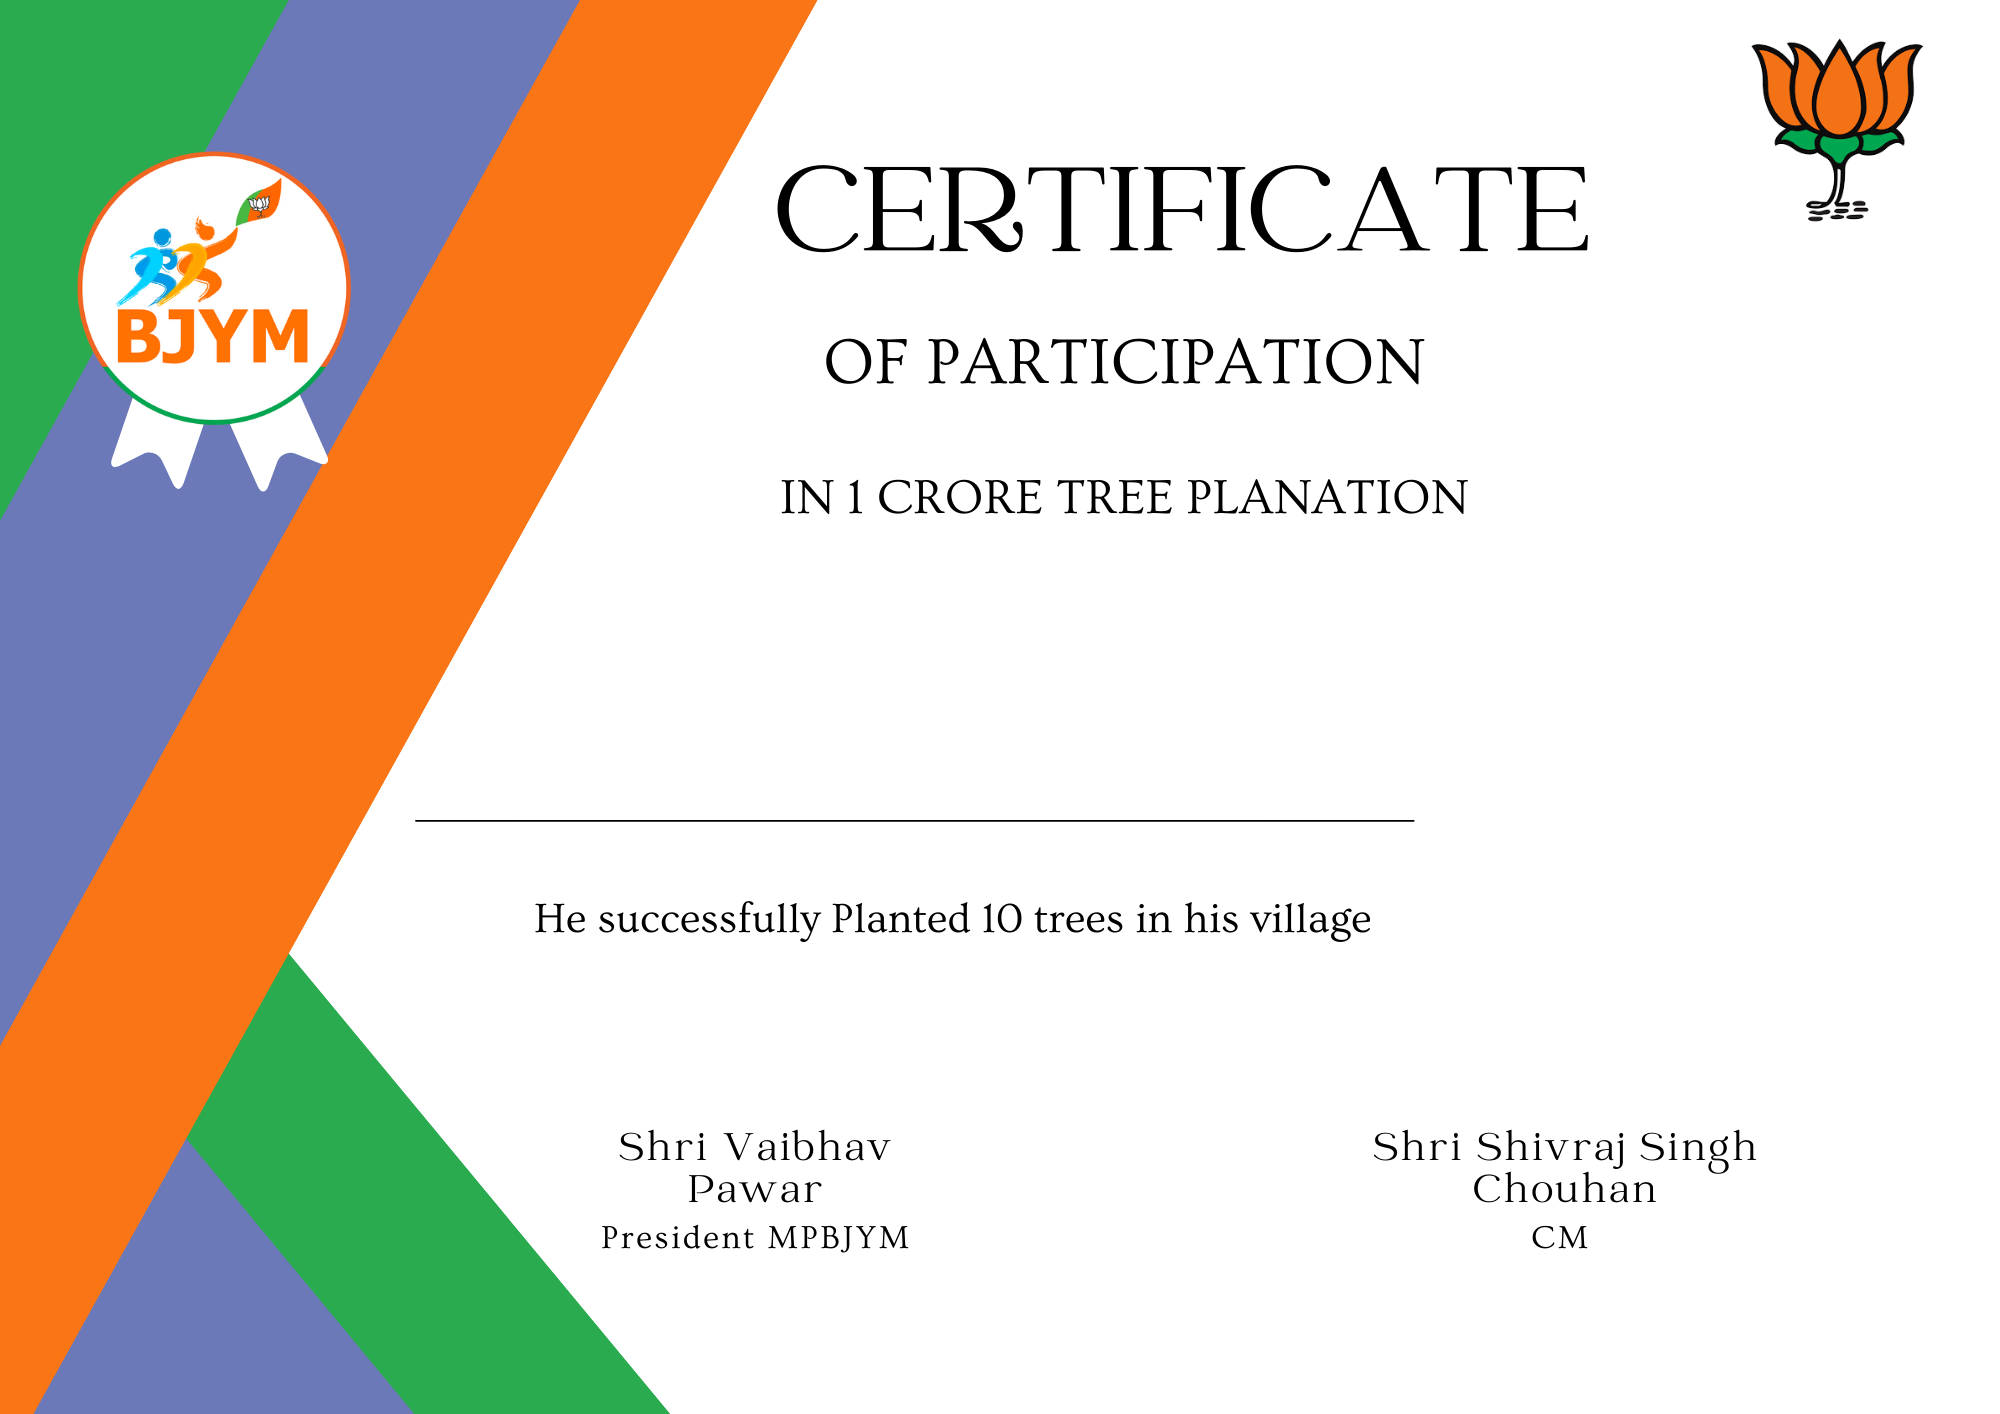 CERTIFICATE
BJYM
OF PARTICIPATION
IN 1 CRORE TREE PLANATION
He successfully Planted 10 trees in his village
Shri Vaibhav
Pawar
President MPBJYM
Shri Shivraj Singh
Chouhan
CM